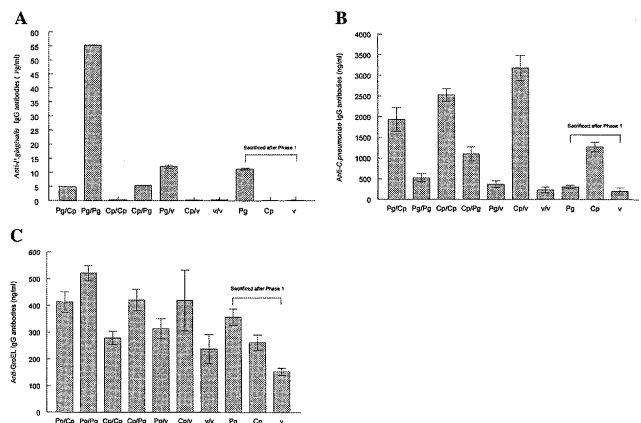 A
Anti-P.gingivalis IgG antibodies ( µg/ml)
60
55
50
45
40
35
30
25
20
15
10
5
0
Sacrificed after Phase 1
Pg/Cp Pg/Pg Cp/Cp Cp/Pg Pg/v Cp/v v/v Pg Cp v
B
Anti-C.pneumoniae IgG antibodies (ng/ml)
4000
3500
3000
2500
2000
1500
1000
500
0
Sacrificed after Phase 1
Pg/Cp Pg/Pg Cp/Cp Cp/Pg Pg/v Cp/v v/v Pg Cp v
C
Anti-GroEL IgG antibodies (ng/ml)
600
500
400
300
200
100
0
Sacrificed after Phase 1
Pg/Cp Pg/Pg Cp/Cp Cp/Pg Pg/v Cp/v v/v Pg Cp v